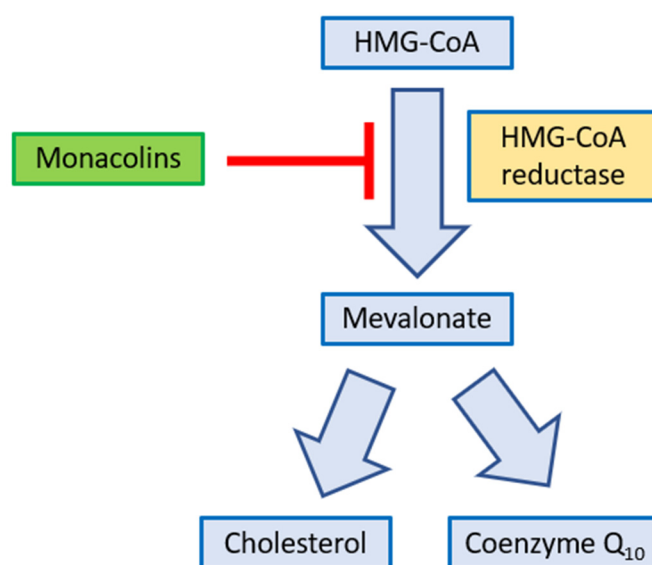 HMG-CoA
Monacolins
HMG-CoA
reductase
Mevalonate
Cholesterol
Coenzyme Q₁₀